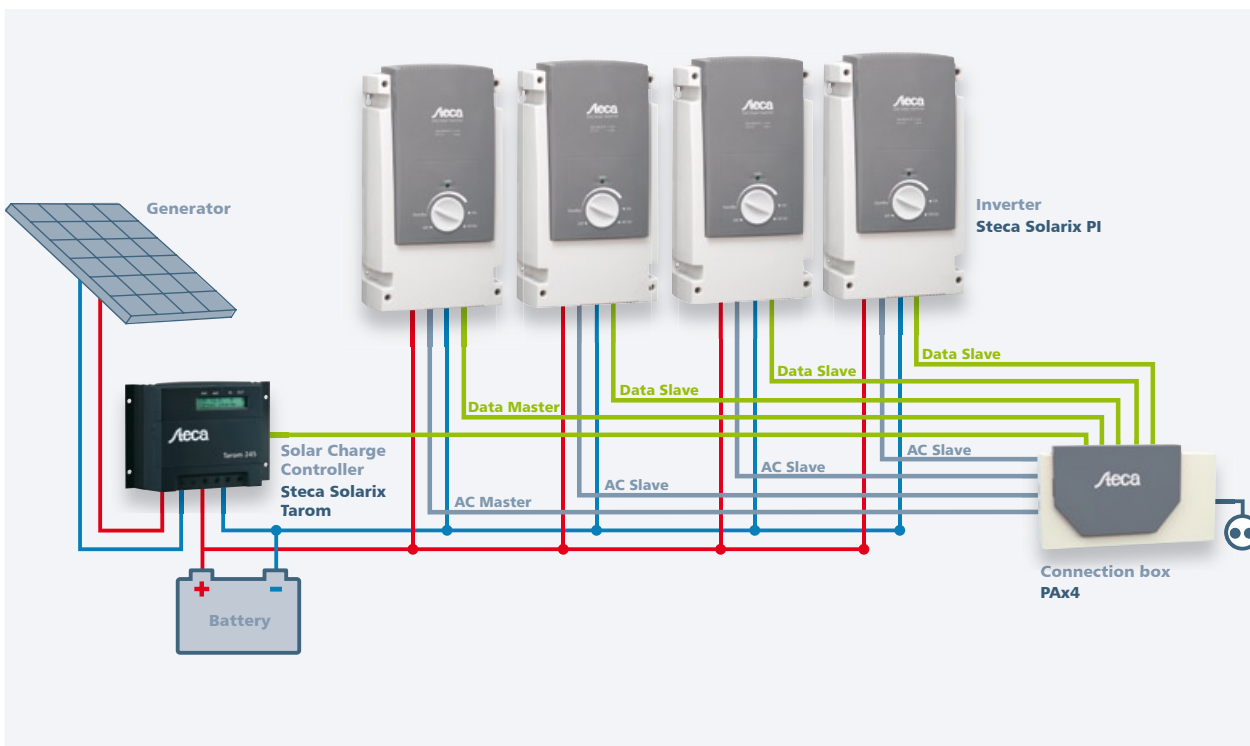 Steca
Steca
Steca
Steca
Generator
Inverter
Steca Solarix PI
Data Slave
Data Slave
Data Slave
Data Master
Steca
Tarom 245
Solar Charge
Controller
Steca Solarix
Tarom
AC Slave
AC Slave
AC Slave
AC Master
Steca
Connection box
PAx4
+
−
Battery